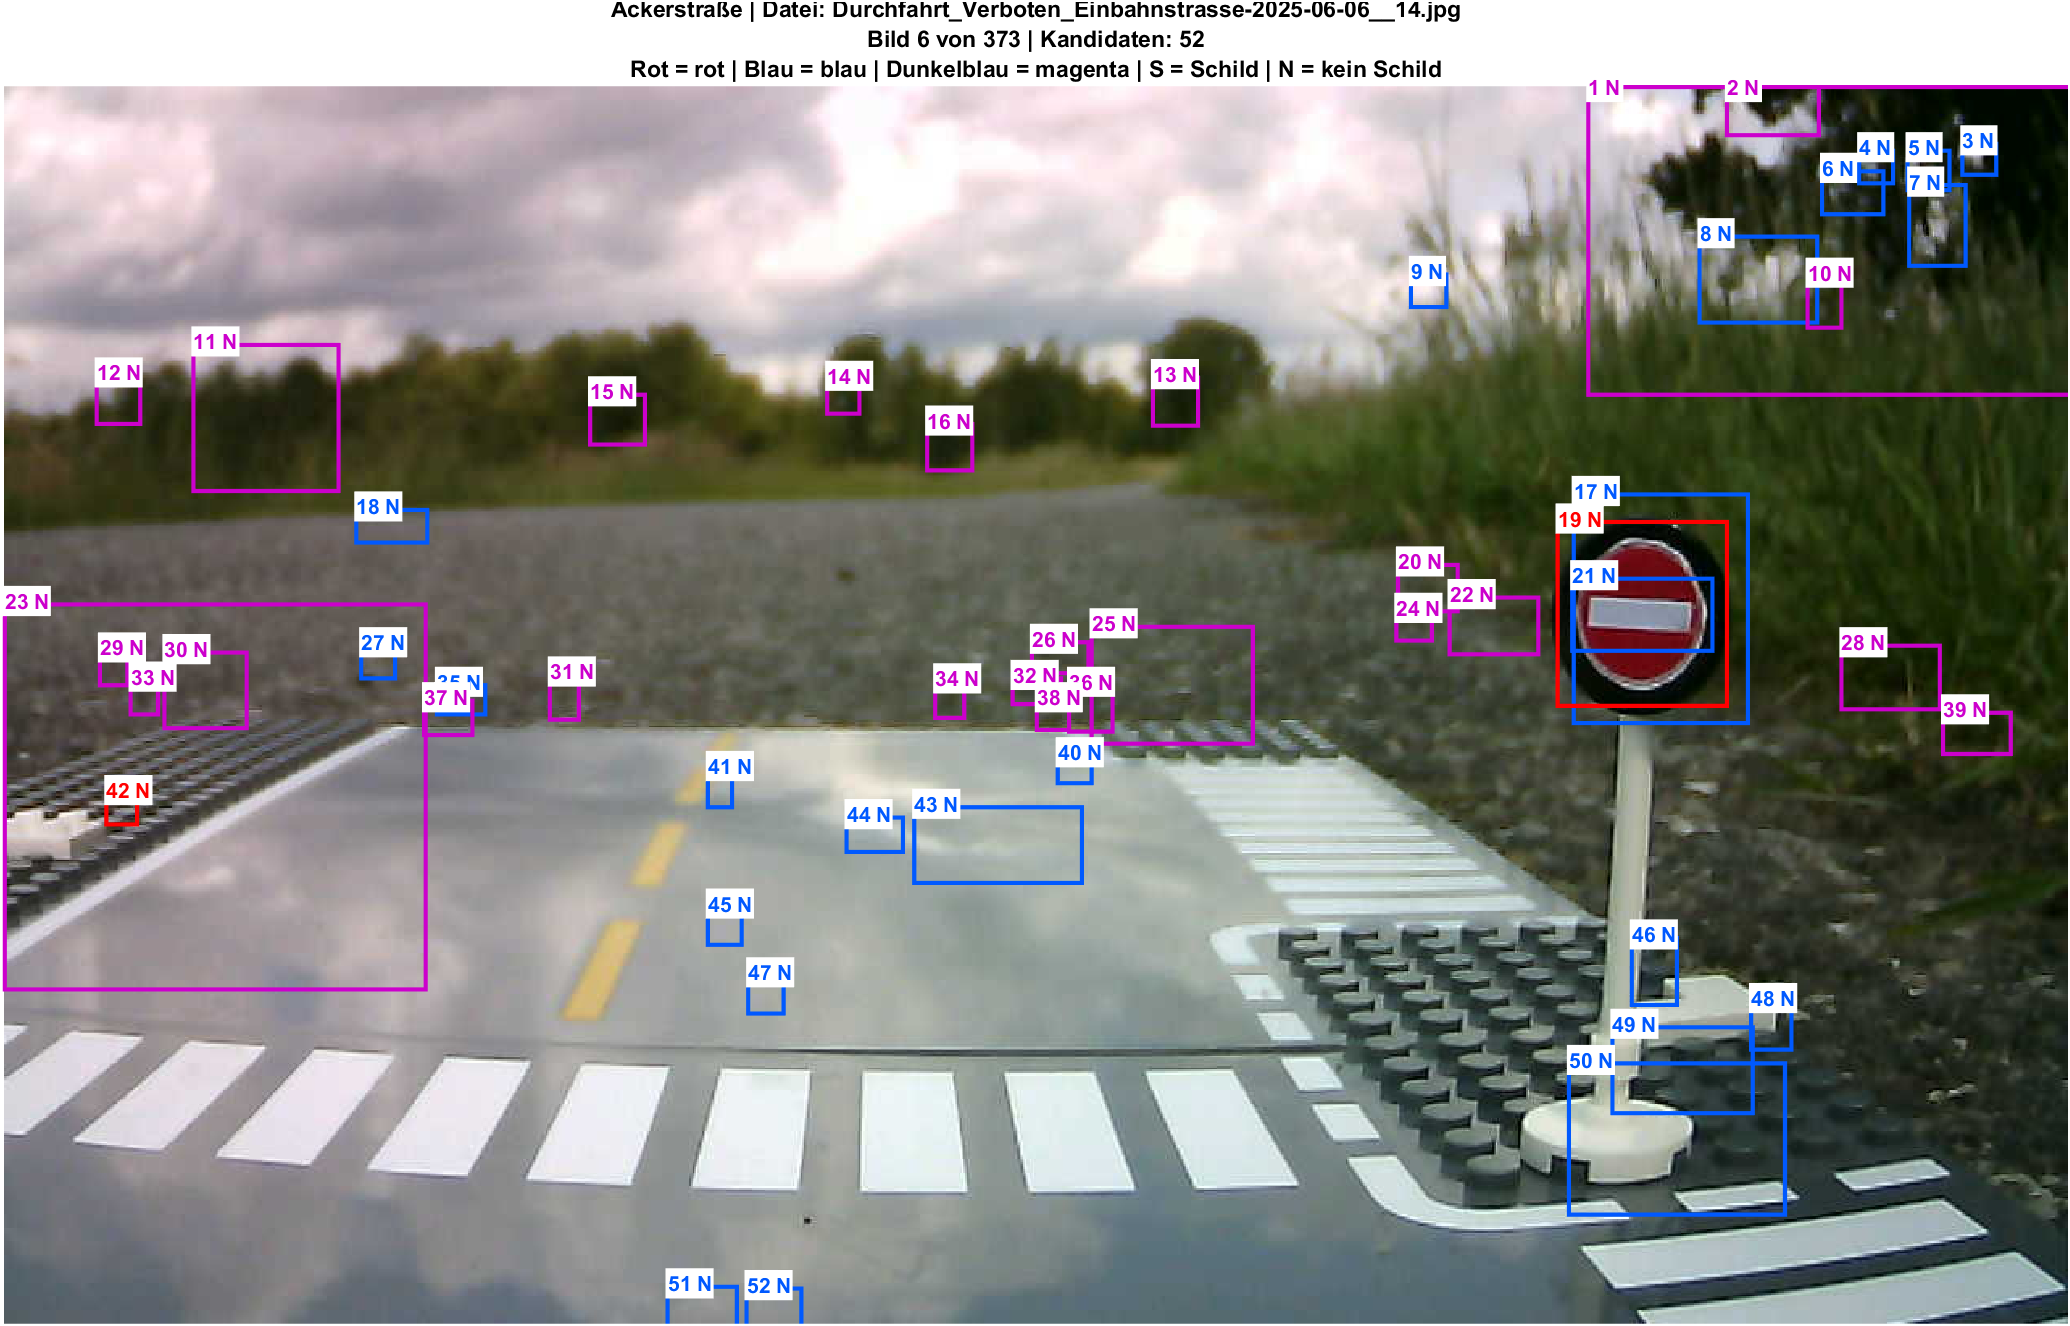 Ackerstraße | Datei: Durchfahrt_Verboten_Einbahnstrasse-2025-06-06__14.jpg
Bild 6 von 373 | Kandidaten: 52
Rot = rot | Blau = blau | Dunkelblau = magenta | S = Schild | N = kein Schild
1 N
2 N
3 N
4 N
5 N
6 N
7 N
8 N
9 N
10 N
11 N
12 N
13 N
14 N
15 N
16 N
17 N
18 N
19 N
20 N
21 N
22 N
23 N
24 N
25 N
26 N
27 N
28 N
29 N
30 N
31 N
32 N
33 N
34 N
35 N
36 N
37 N
38 N
39 N
40 N
41 N
42 N
43 N
44 N
45 N
46 N
47 N
48 N
49 N
50 N
51 N
52 N